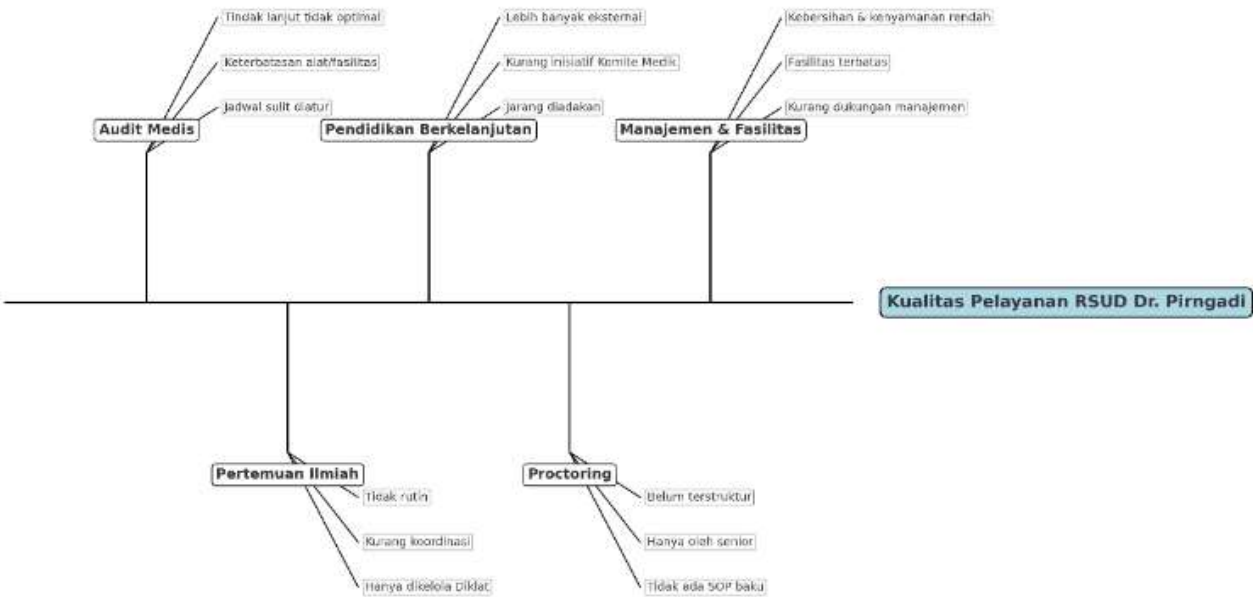 Tindak lanjut tidak optimal
Keterbatasan alat/fasilitas
Jadwal sulit diatur
Audit Medis
Lebih banyak eksternal
Kurang inisiatif Komite Medik
Jarang diadakan
Pendidikan Berkelanjutan
Kebersihan & kenyamanan rendah
Fasilitas terbatas
Kurang dukungan manajemen
Manajemen & Fasilitas
Kualitas Pelayanan RSUD Dr. Pirngadi
Pertemuan Ilmiah
Tidak rutin
Kurang koordinasi
Hanya dikelola Diklat
Proctoring
Belum terstruktur
Hanya oleh senior
Tidak ada SOP baku